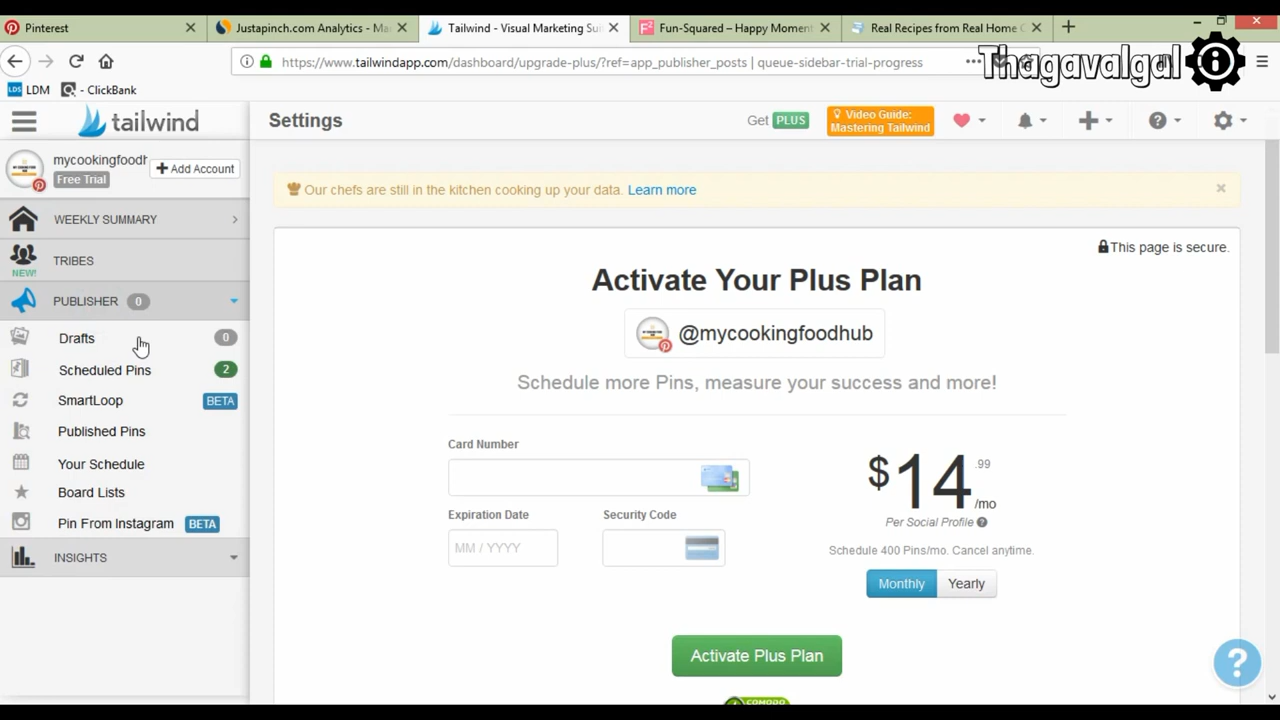 Pinterest
Justapinch.com Analytics - Ma
Tailwind - Visual Marketing Sui
Fun-Squared – Happy Moment
Real Recipes from Real Home C
https://www.tailwindapp.com/dashboard/upgrade-plus/?ref=app_publisher_posts | queue-sidebar-trial-progress
Thagavalgal
LDM
- ClickBank
tailwind
Settings
Get PLUS
Video Guide:
Mastering Tailwind
mycookingfoodh
Free Trial
Add Account
Our chefs are still in the kitchen cooking up your data. Learn more
WEEKLY SUMMARY
TRIBES
NEW!
PUBLISHER 0
Drafts 0
Scheduled Pins 2
SmartLoop BETA
Published Pins
Your Schedule
Board Lists
Pin From Instagram BETA
INSIGHTS
This page is secure.
Activate Your Plus Plan
@mycookingfoodhub
Schedule more Pins, measure your success and more!
Card Number
Expiration Date
Security Code
MM / YYYY
$14.99
/mo
Per Social Profile ?
Schedule 400 Pins/mo. Cancel anytime.
Monthly Yearly
Activate Plus Plan
?